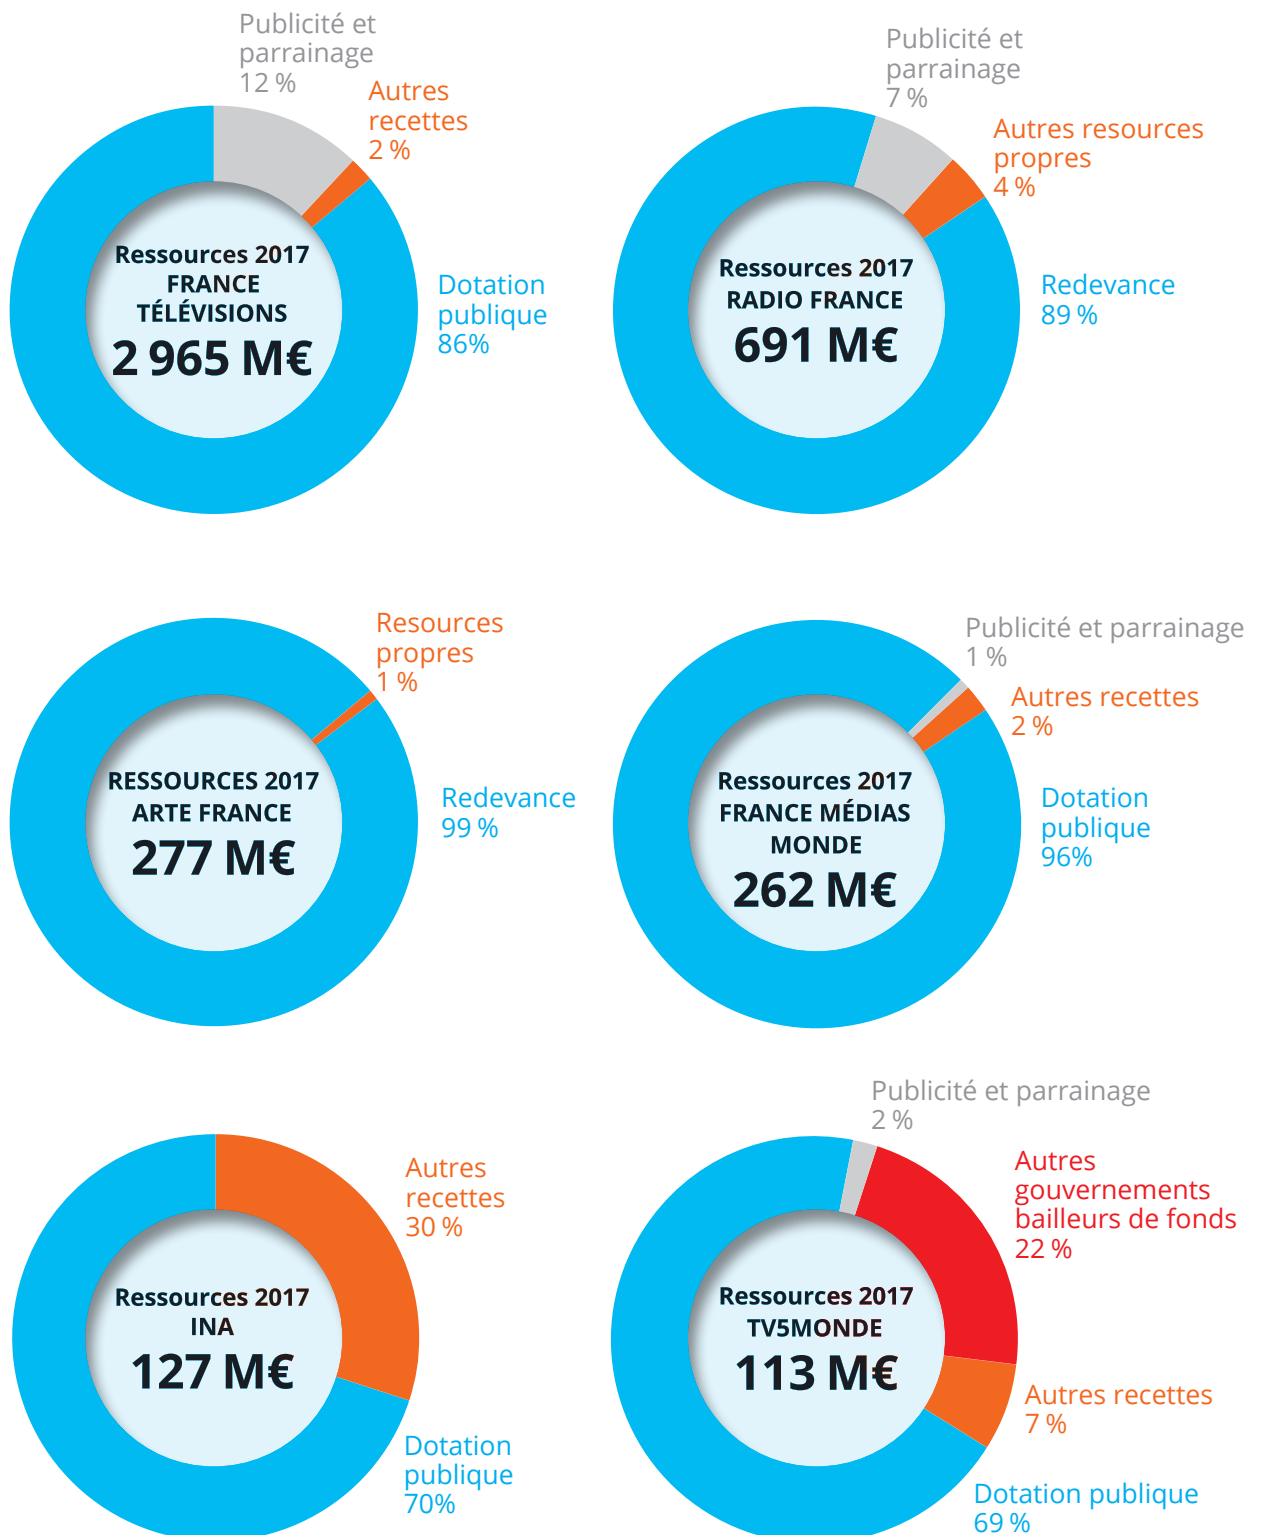 Publicité et
parrainage
12 %
Autres
recettes
2 %
Ressources 2017
FRANCE
TÉLÉVISIONS
2 965 M€
Dotation
publique
86%
Publicité et
parrainage
7 %
Autres resources
propres
4 %
Ressources 2017
RADIO FRANCE
691 M€
Redevance
89 %
Resources
propres
1 %
RESSOURCES 2017
ARTE FRANCE
277 M€
Redevance
99 %
Publicité et parrainage
1 %
Autres recettes
2 %
Ressources 2017
FRANCE MÉDIAS
MONDE
262 M€
Dotation
publique
96%
Autres
recettes
30 %
Ressources 2017
INA
127 M€
Dotation
publique
70%
Publicité et parrainage
2 %
Autres
gouvernements
bailleurs de fonds
22 %
Ressources 2017
TV5MONDE
113 M€
Autres recettes
7 %
Dotation publique
69 %